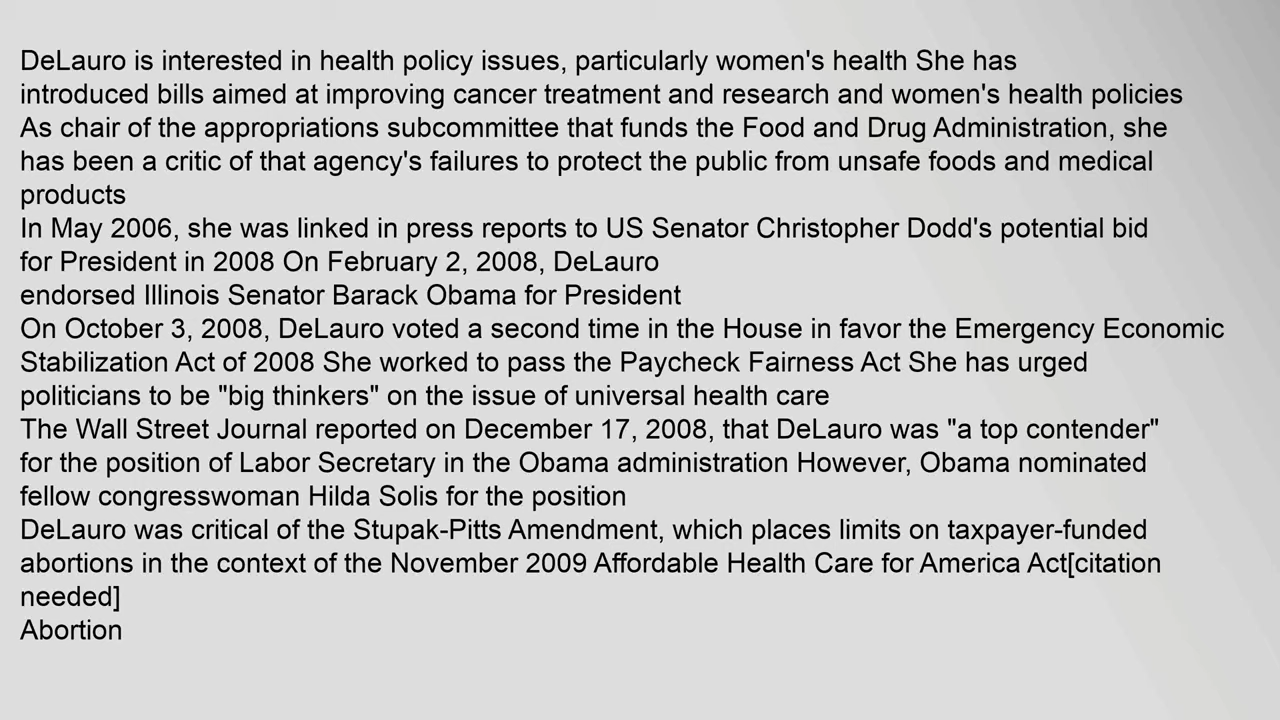 DeLauro is interested in health policy issues, particularly women's health She has
introduced bills aimed at improving cancer treatment and research and women's health policies
As chair of the appropriations subcommittee that funds the Food and Drug Administration, she
has been a critic of that agency's failures to protect the public from unsafe foods and medical
products
In May 2006, she was linked in press reports to US Senator Christopher Dodd's potential bid
for President in 2008 On February 2, 2008, DeLauro
endorsed Illinois Senator Barack Obama for President
On October 3, 2008, DeLauro voted a second time in the House in favor the Emergency Economic
Stabilization Act of 2008 She worked to pass the Paycheck Fairness Act She has urged
politicians to be "big thinkers" on the issue of universal health care
The Wall Street Journal reported on December 17, 2008, that DeLauro was "a top contender"
for the position of Labor Secretary in the Obama administration However, Obama nominated
fellow congresswoman Hilda Solis for the position
DeLauro was critical of the Stupak-Pitts Amendment, which places limits on taxpayer-funded
abortions in the context of the November 2009 Affordable Health Care for America Act[citation
needed]
Abortion